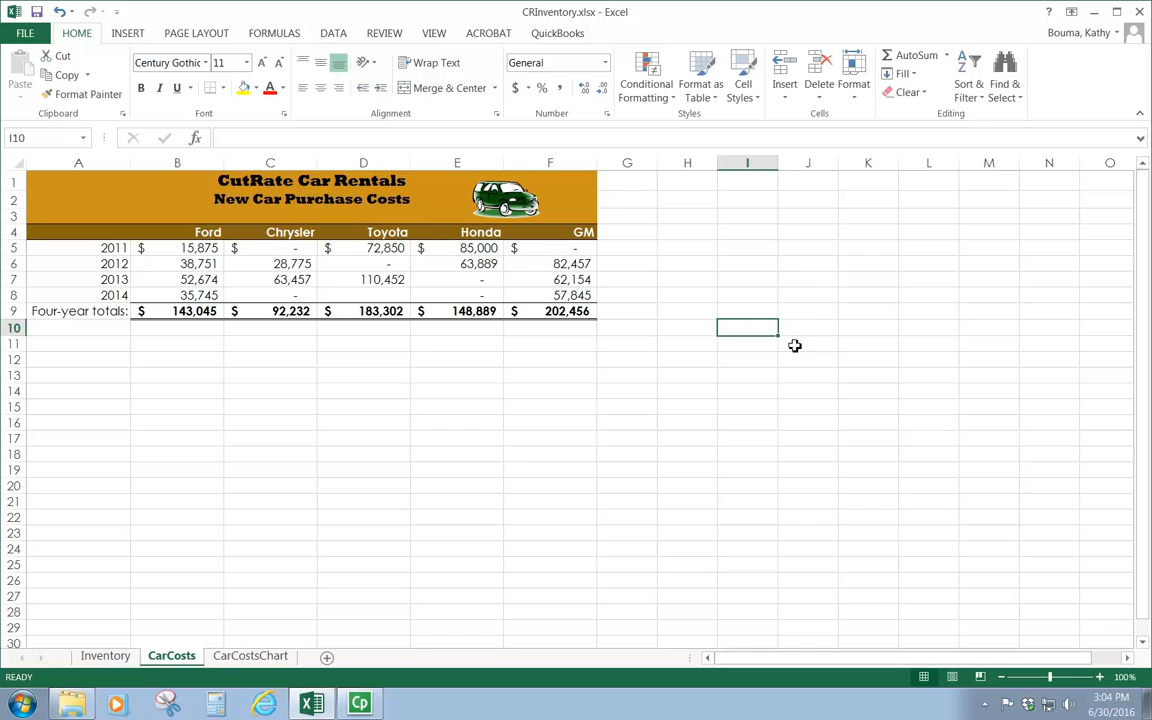 CRInventory.xlsx - Excel
FILE HOME INSERT PAGE LAYOUT FORMULAS DATA REVIEW VIEW ACROBAT QuickBooks Bouma, Kathy
Paste Cut Copy Format Painter Clipboard
Century Gothic 11 B I U A Font
Wrap Text Merge & Center Alignment
General $ % , Number
Conditional Formatting Format as Table Cell Styles Styles
Insert Delete Format Cells
AutoSum Fill Clear Sort & Filter Find & Select Editing
I10 fx
A B C D E F G H I J K L M N O
1 CutRate Car Rentals
2 New Car Purchase Costs
3
4 Ford Chrysler Toyota Honda GM
5 2011 $ 15,875 $ - $ 72,850 $ 85,000 $ -
6 2012 38,751 28,775 - 63,889 82,457
7 2013 52,674 63,457 110,452 - 62,154
8 2014 35,745 - - 57,845
9 Four-year totals: $ 143,045 $ 92,232 $ 183,302 $ 148,889 $ 202,456
10
11
12
13
14
15
16
17
18
19
20
21
22
23
24
25
26
27
28
29
30
Inventory CarCosts CarCostsChart
READY 100%
Cp 3:04 PM
6/30/2016